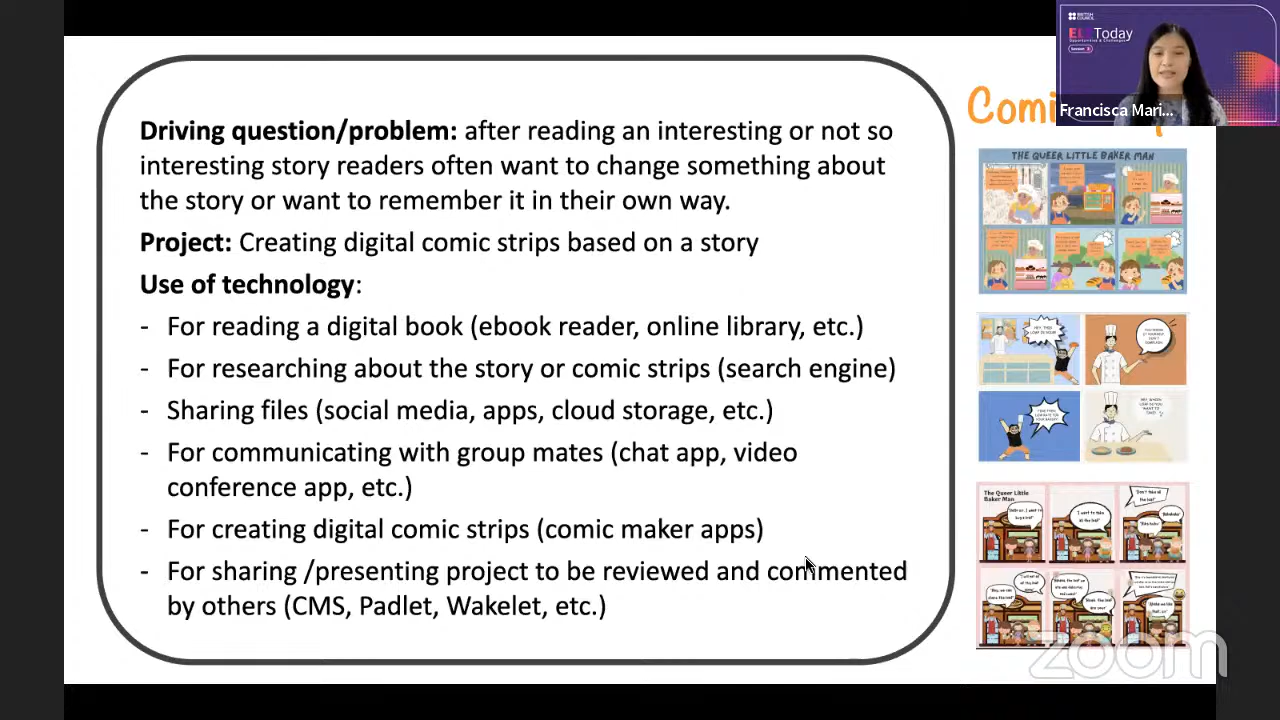 Driving question/problem: after reading an interesting or not so
interesting story readers often want to change something about
the story or want to remember it in their own way.
Project: Creating digital comic strips based on a story
Use of technology:
- For reading a digital book (ebook reader, online library, etc.)
- For researching about the story or comic strips (search engine)
- Sharing files (social media, apps, cloud storage, etc.)
- For communicating with group mates (chat app, video
conference app, etc.)
- For creating digital comic strips (comic maker apps)
- For sharing /presenting project to be reviewed and commented
by others (CMS, Padlet, Wakelet, etc.)
BRITISH
COUNCIL
Today
Francisca Mari...
THE QUEER LITTLE BAKER MAN
The Queer Little
Baker Man
zoom